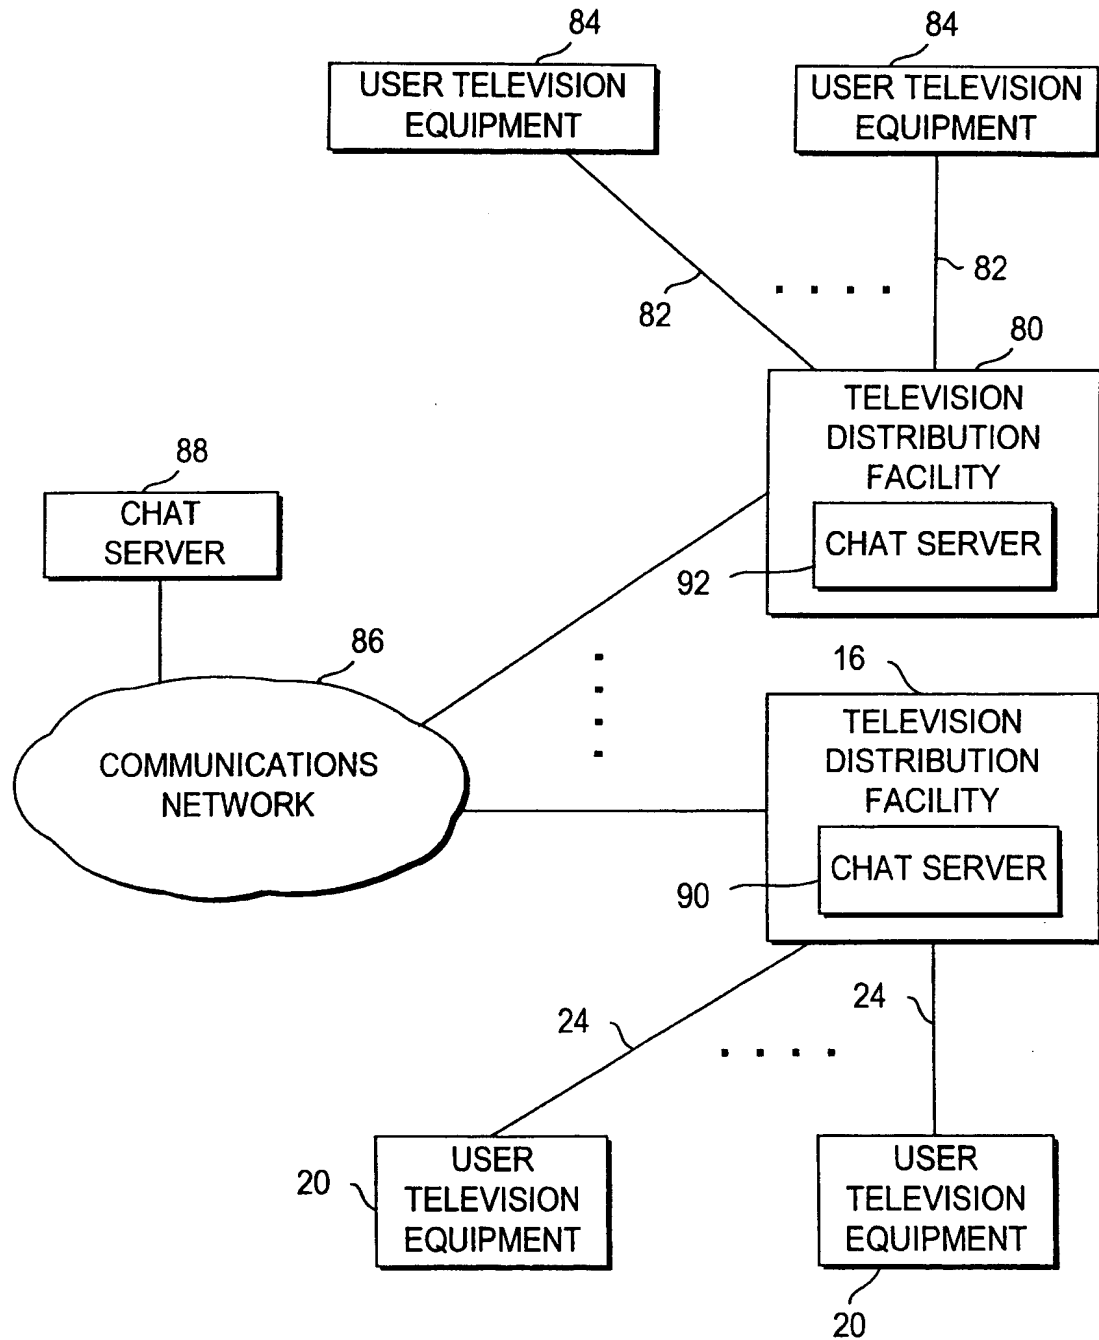 84
84
USER TELEVISION
EQUIPMENT
USER TELEVISION
EQUIPMENT
82
82
80
TELEVISION
DISTRIBUTION
FACILITY
CHAT SERVER
92
88
CHAT
SERVER
86
COMMUNICATIONS
NETWORK
16
TELEVISION
DISTRIBUTION
FACILITY
CHAT SERVER
90
24
24
20
USER
TELEVISION
EQUIPMENT
USER
TELEVISION
EQUIPMENT
20